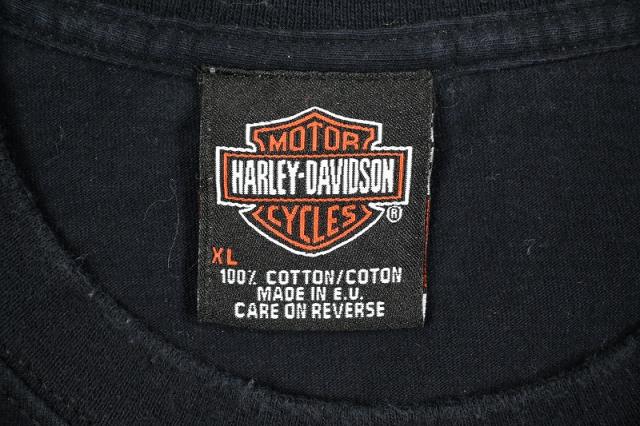 MOTOR
HARLEY-DAVIDSON
CYCLES ®
XL
100% COTTON/COTON
MADE IN E.U.
CARE ON REVERSE